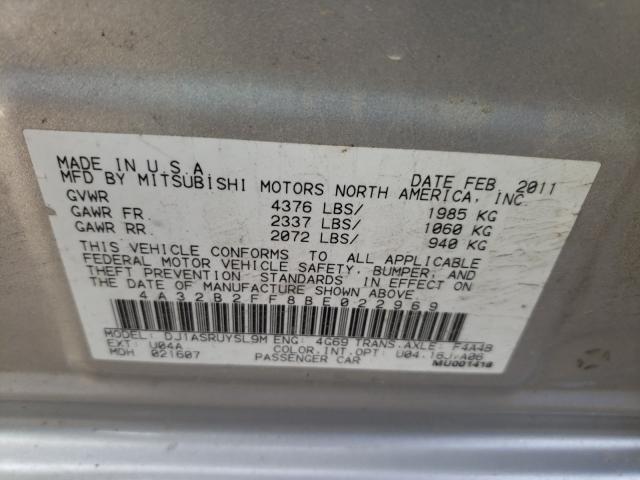 MADE IN U.S.A. DATE FEB 2011
MFD BY MITSUBISHI MOTORS NORTH AMERICA, INC
GVWR 4376 LBS/ 1985 KG
GAWR FR. 2337 LBS/ 1060 KG
GAWR RR. 2072 LBS/ 940 KG
THIS VEHICLE CONFORMS TO ALL APPLICABLE
FEDERAL MOTOR VEHICLE SAFETY, BUMPER, AND
THEFT PREVENTION STANDARDS IN EFFECT ON
THE DATE OF MANUFACTURE SHOWN ABOVE.
4A32B2FF8BE022969
MODEL: DJ1ASRUYSL9M ENG: 4G69 TRANS.AXLE: F4A4B
EXT: U04A COLOR.INT.OPT: U04.16J.A06
MDH 021607 PASSENGER CAR MU001418